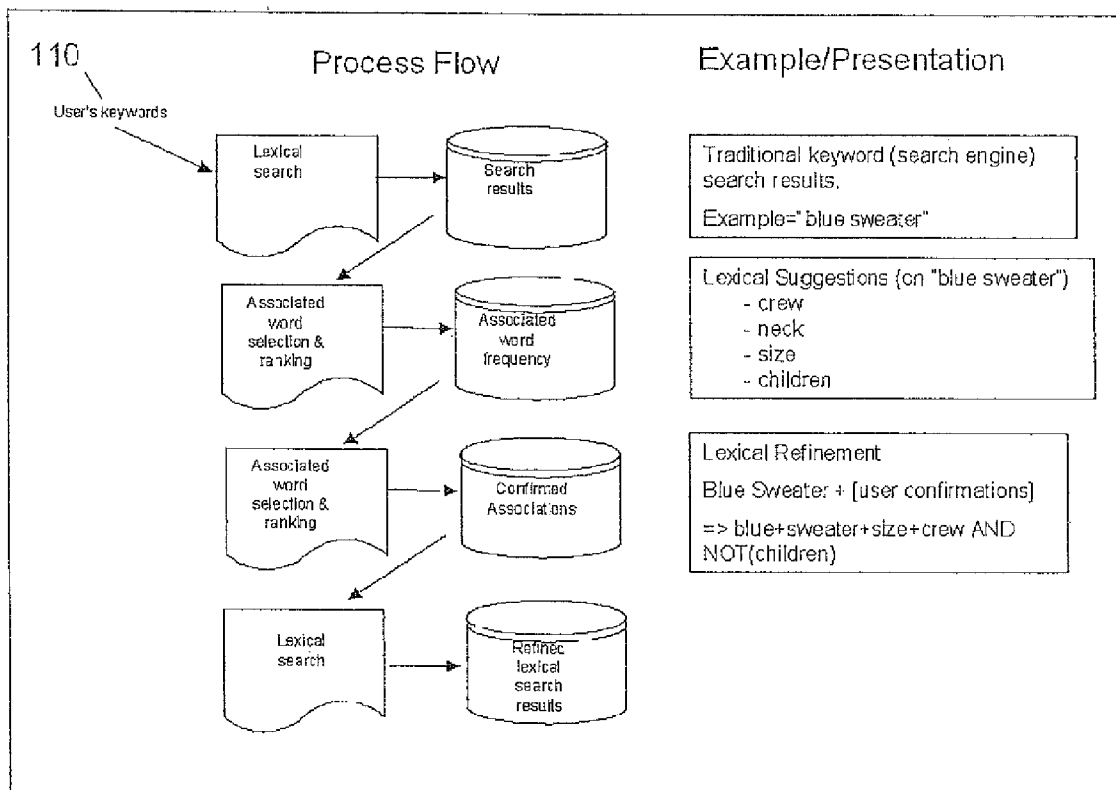 110
Process Flow
Example/Presentation
User's keywords
Lexical
search
Search
results
Traditional keyword (search engine)
search results.
Example="blue sweater"
Associated
word
selection &
ranking
Associated
word
frequency
Lexical Suggestions (on "blue sweater")
- crew
- neck
- size
- children
Associated
word
selection &
ranking
Confirmed
Associations
Lexical Refinement
Blue Sweater + [user confirmations]
=> blue+sweater+size+crew AND
NOT(children)
Lexical
search
Refined
lexical
search
results